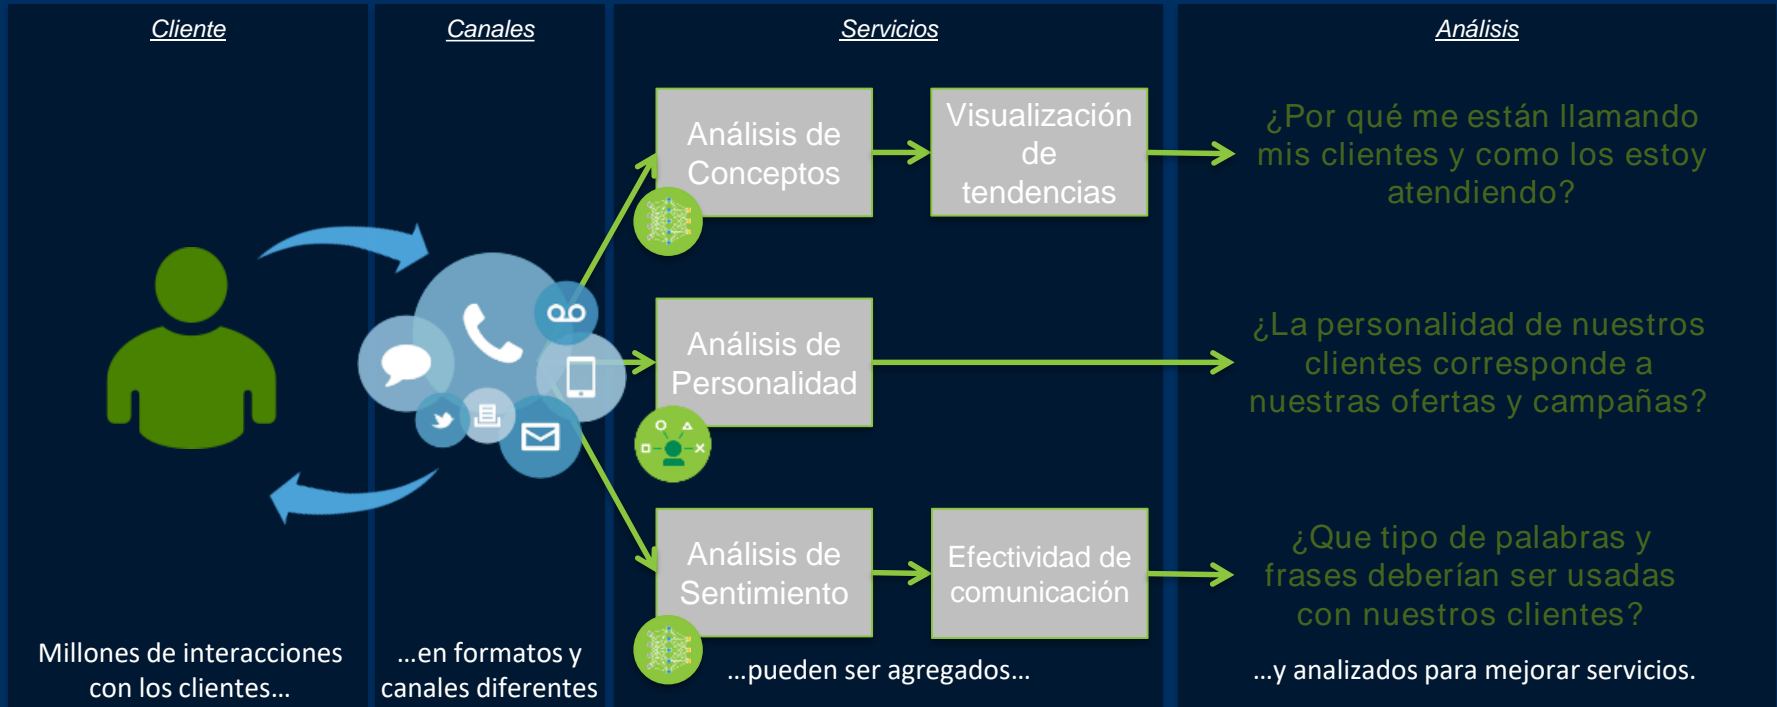 Cliente
Canales
Servicios
Análisis
Análisis de
Conceptos
Visualización
de
tendencias
¿Por qué me están llamando
mis clientes y como los estoy
atendiendo?
Análisis de
Personalidad
¿La personalidad de nuestros
clientes corresponde a
nuestras ofertas y campañas?
Análisis de
Sentimiento
Efectividad de
comunicación
¿Que tipo de palabras y
frases deberían ser usadas
con nuestros clientes?
Millones de interacciones
con los clientes...
...en formatos y
canales diferentes
...pueden ser agregados...
...y analizados para mejorar servicios.